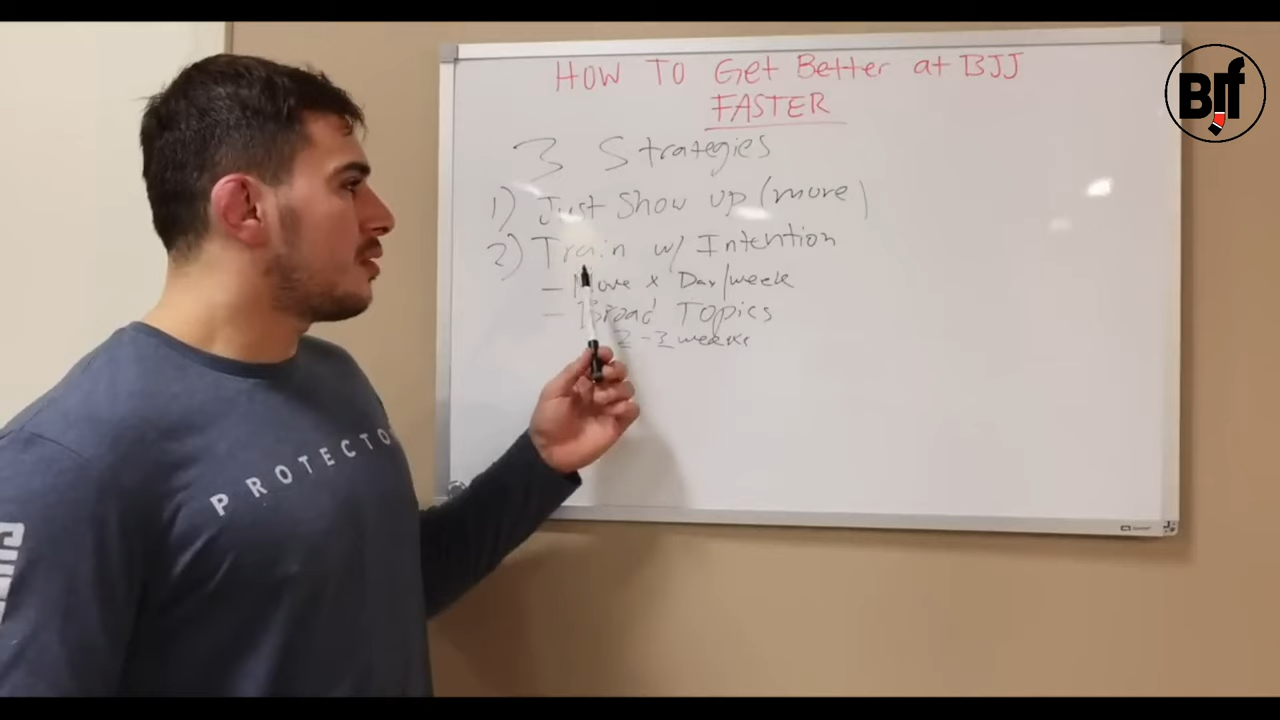 HOW TO Get Better at BJJ
FASTER
3 Strategies
1) Just Show up (more)
2) Train w/ Intention
- Move x Day/week
- Broad Topics
2-3 weeks
PROTECTO
BJF